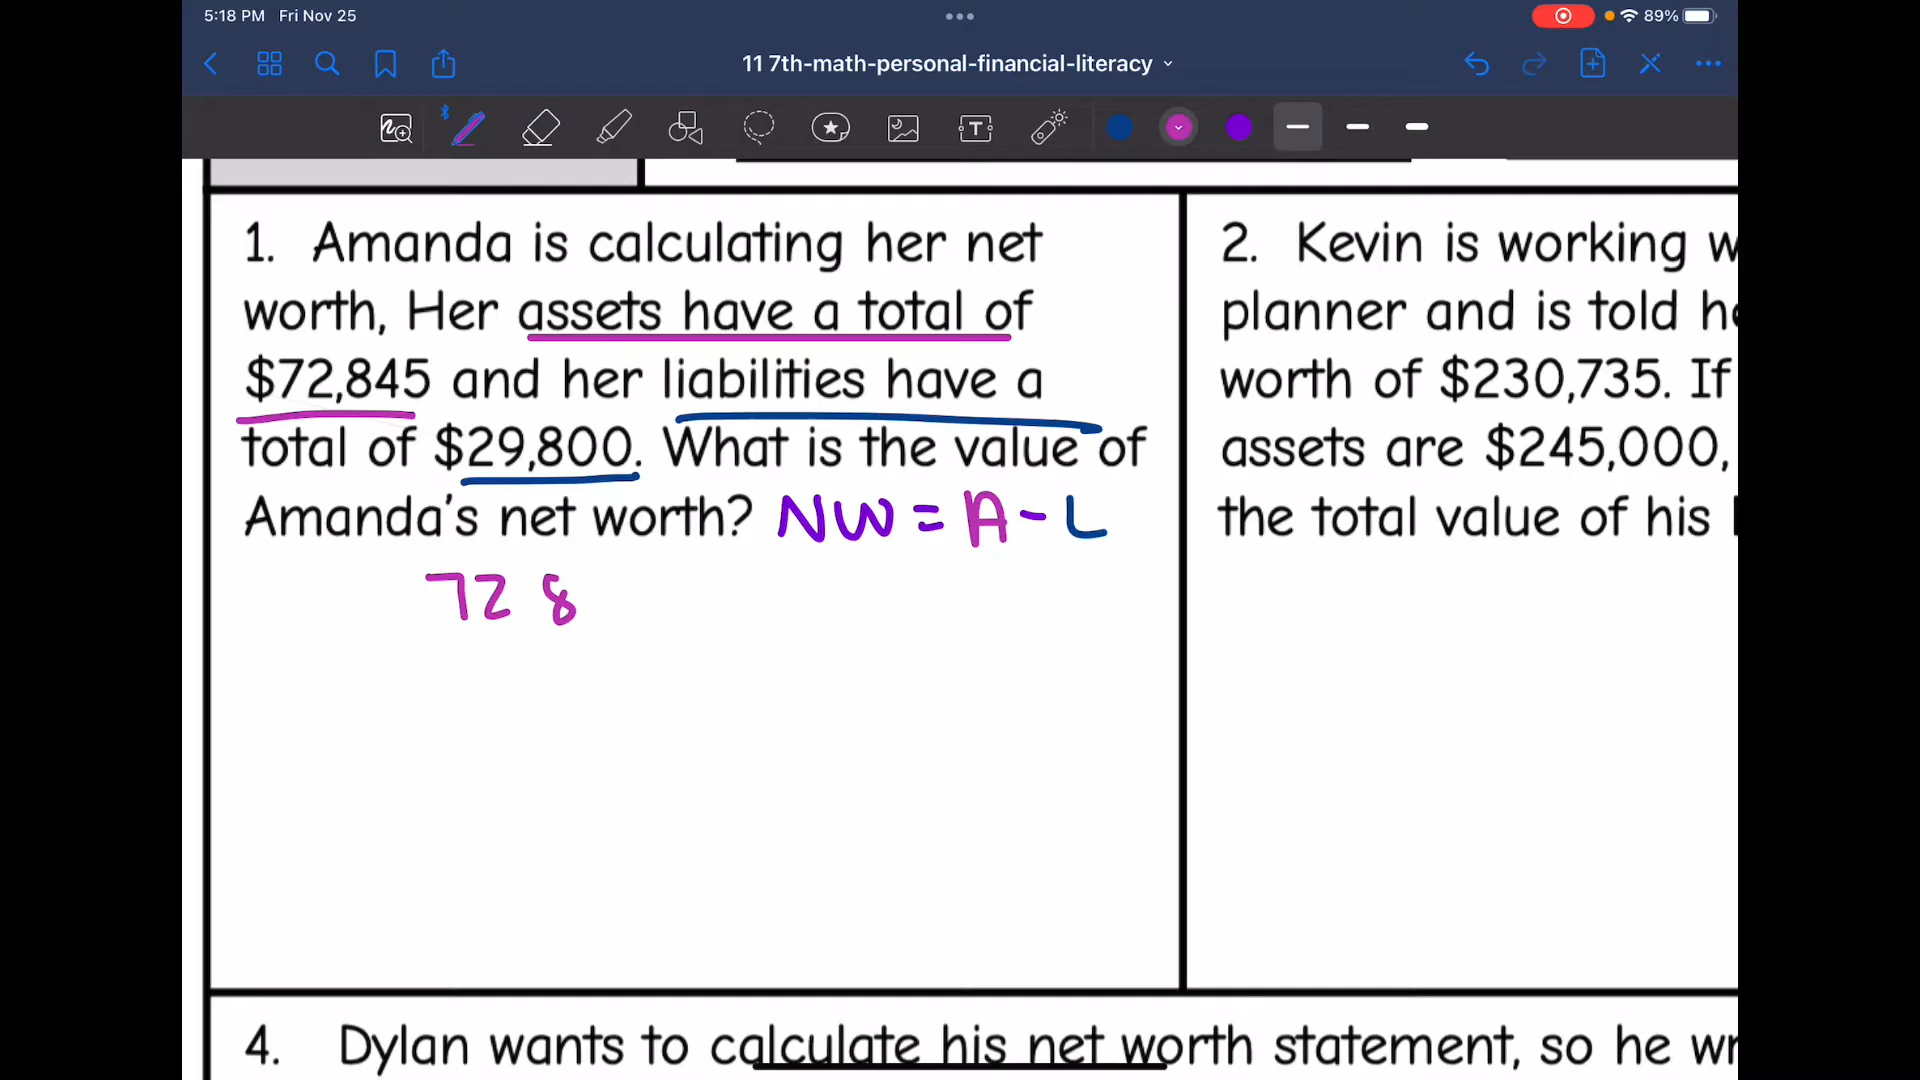 5:18 PM Fri Nov 25
89%
11 7th-math-personal-financial-literacy
1. Amanda is calculating her net
worth, Her assets have a total of
$72,845 and her liabilities have a
total of $29,800. What is the value of
Amanda's net worth? NW = A - L
72 8
2. Kevin is working w
planner and is told he
worth of $230,735. If
assets are $245,000,
the total value of his
4. Dylan wants to calculate his net worth statement, so he wr